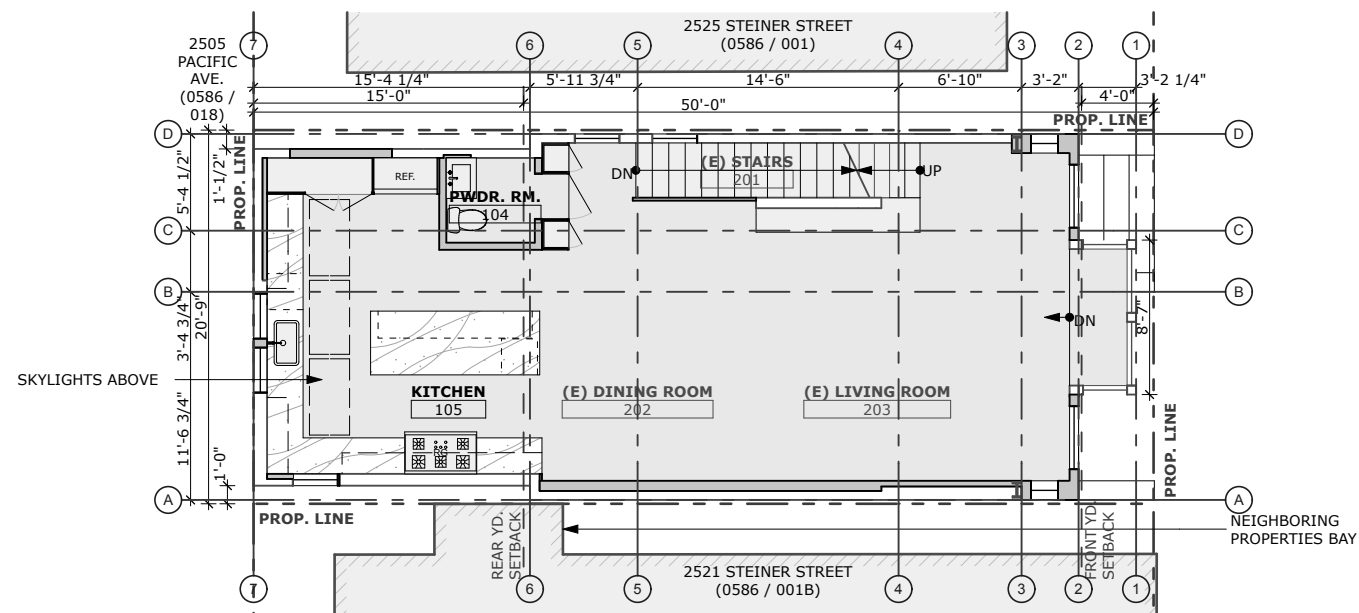 2525 STEINER STREET
(0586 / 001)
2505
PACIFIC
AVE.
(0586 /
018)
7
6
5
4
3
2
1
15'-4 1/4"
5'-11 3/4"
14'-6"
6'-10"
3'-2"
3'-2 1/4"
15'-0"
4'-0"
50'-0"
PROP. LINE
D
D
PROP. LINE
5'-4 1/2"
1'-1/2"
(E) STAIRS
201
DN
UP
REF.
PWDR. RM.
104
C
C
B
B
3'-4 3/4"
20'-9"
DN
8'-7"
SKYLIGHTS ABOVE
KITCHEN
105
(E) DINING ROOM
202
(E) LIVING ROOM
203
11'-6 3/4"
1'-0"
PROP. LINE
A
A
PROP. LINE
REAR YD.
SETBACK
FRONT YD.
SETBACK
NEIGHBORING
PROPERTIES BAY
2521 STEINER STREET
(0586 / 001B)
7
6
5
4
3
2
1